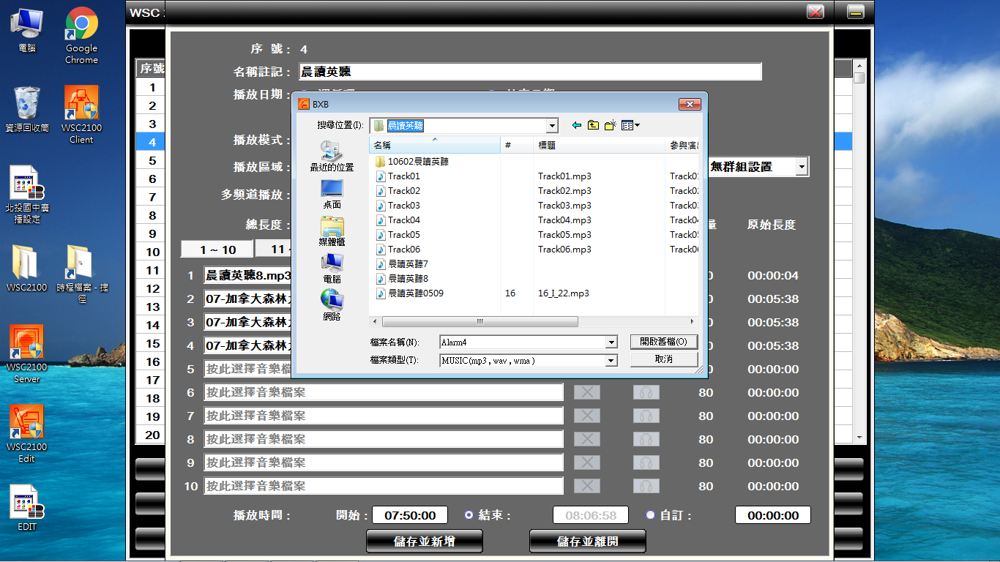 電腦
Google
Chrome
資源回收筒
WSC2100
Client
北投國中廣
播設定
WSC2100
時程檔案 - 捷
徑
WSC2100
Server
WSC2100
Edit
EDIT
WSC
序號
1
2
3
4
5
6
7
8
9
10
11
12
13
14
15
16
17
18
19
20
序 號： 4
名稱註記： 晨讀英聽
播放日期：
播放模式：
播放區域： 無群組設置
多頻道播放：
總長度： 原始長度
1 ~ 10 11
BXB
搜尋位置(I): 晨讀英聽
最近的位置
桌面
媒體櫃
電腦
網路
名稱 # 標題 參與演出
10602晨讀英聽
Track01 Track01.mp3 Track01
Track02 Track02.mp3 Track02
Track03 Track03.mp3 Track03
Track04 Track04.mp3 Track04
Track05 Track05.mp3 Track05
Track06 Track06.mp3 Track06
晨讀英聽7
晨讀英聽8
晨讀英聽0509 16 16_I_22.mp3
檔案名稱(N): Alarm4 開啟舊檔(O)
檔案類型(T): MUSIC(mp3 , wav , wma ) 取消
1 晨讀英聽8.mp3 00:00:04
2 07-加拿大森林 00:05:38
3 07-加拿大森林 00:05:38
4 07-加拿大森林 00:05:38
5 按此選擇音樂檔 00:00:00
6 按此選擇音樂檔案 80 00:00:00
7 按此選擇音樂檔案 80 00:00:00
8 按此選擇音樂檔案 80 00:00:00
9 按此選擇音樂檔案 80 00:00:00
10 按此選擇音樂檔案 80 00:00:00
播放時間： 開始： 07:50:00 結束： 08:06:58 自訂： 00:00:00
儲存並新增 儲存並離開